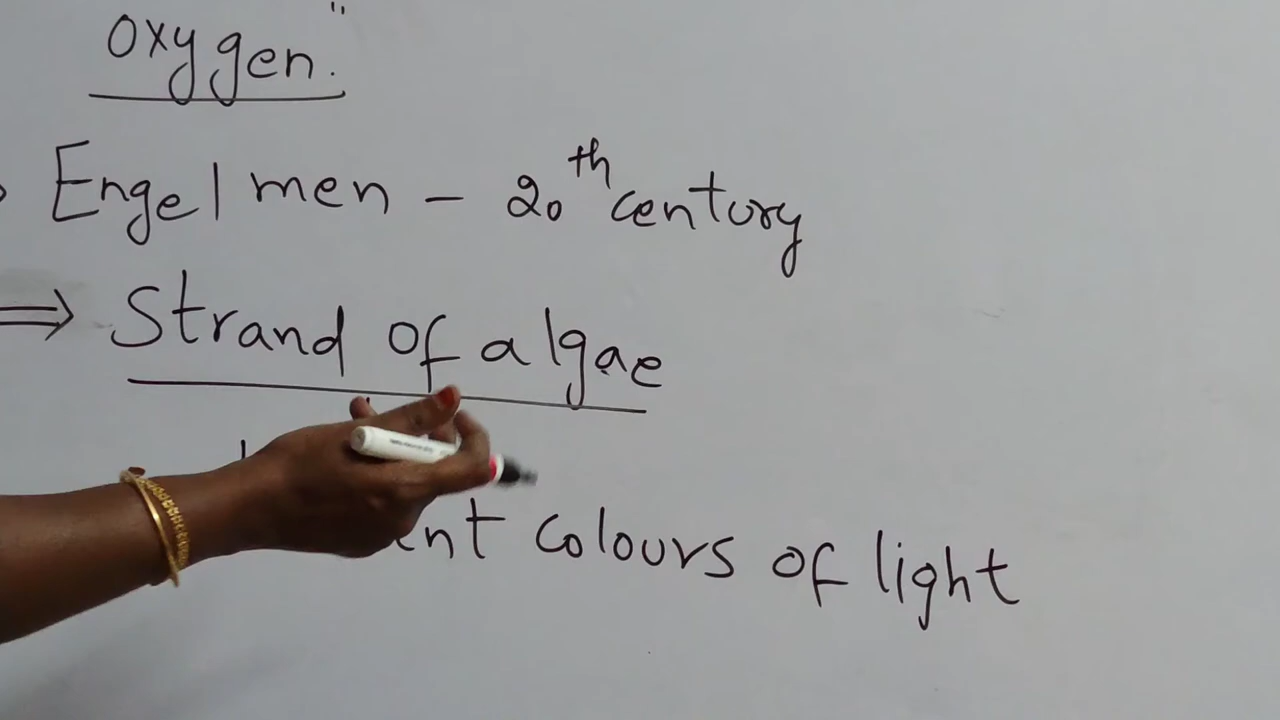 Oxygen."
Engelmen - 20th century
⇒ Strand of algae
colours of light